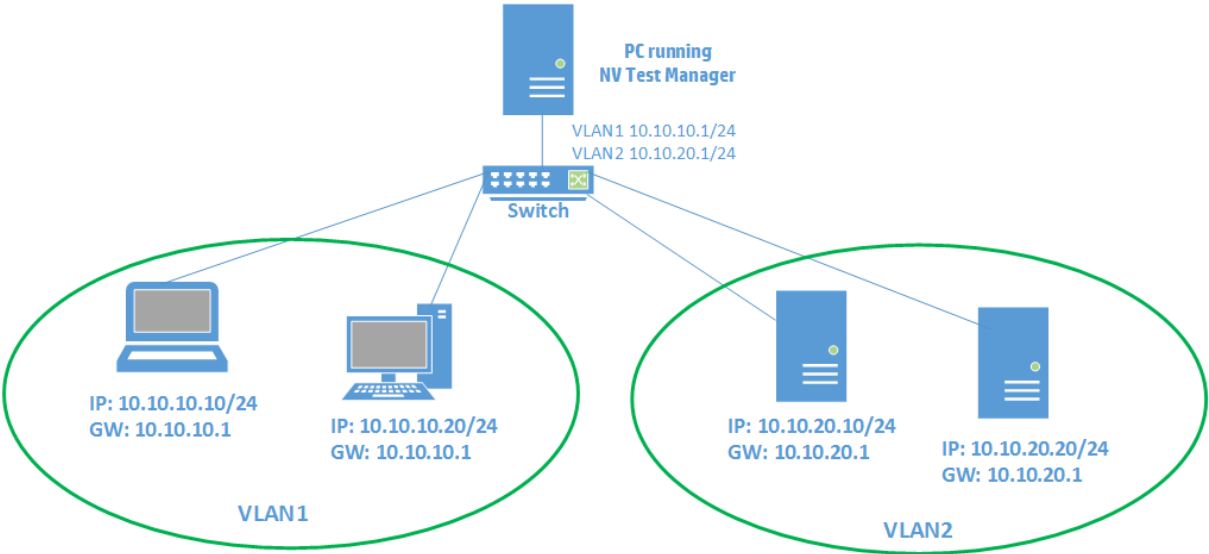 PC running
NV Test Manager
VLAN1 10.10.10.1/24
VLAN2 10.10.20.1/24
Switch
IP: 10.10.10.10/24
GW: 10.10.10.1
IP: 10.10.10.20/24
GW: 10.10.10.1
VLAN1
IP: 10.10.20.10/24
GW: 10.10.20.1
IP: 10.10.20.20/24
GW: 10.10.20.1
VLAN2